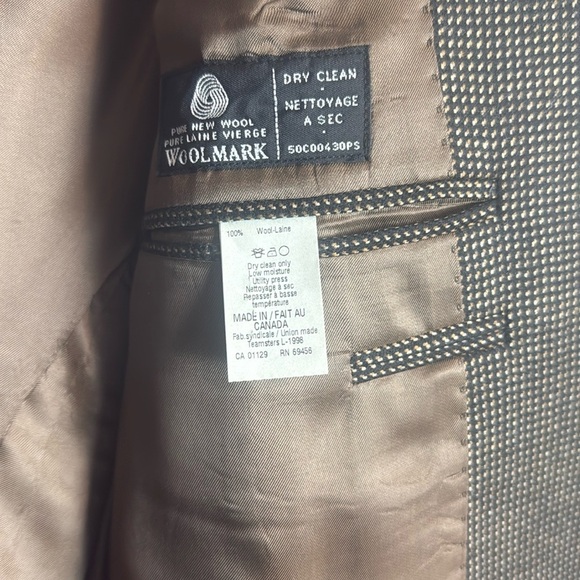 PURE NEW WOOL
PURE LAINE VIERGE
WOOLMARK
DRY CLEAN
NETTOYAGE
A SEC
50C00430PS
100% Wool-Laine
Dry clean only
Low moisture
Utility press
Nettoyage a sec
Repasser a basse
température
MADE IN / FAIT AU
CANADA
Fab.syndicale / Union made
Teamsters L-1996
CA 01129 RN 69456